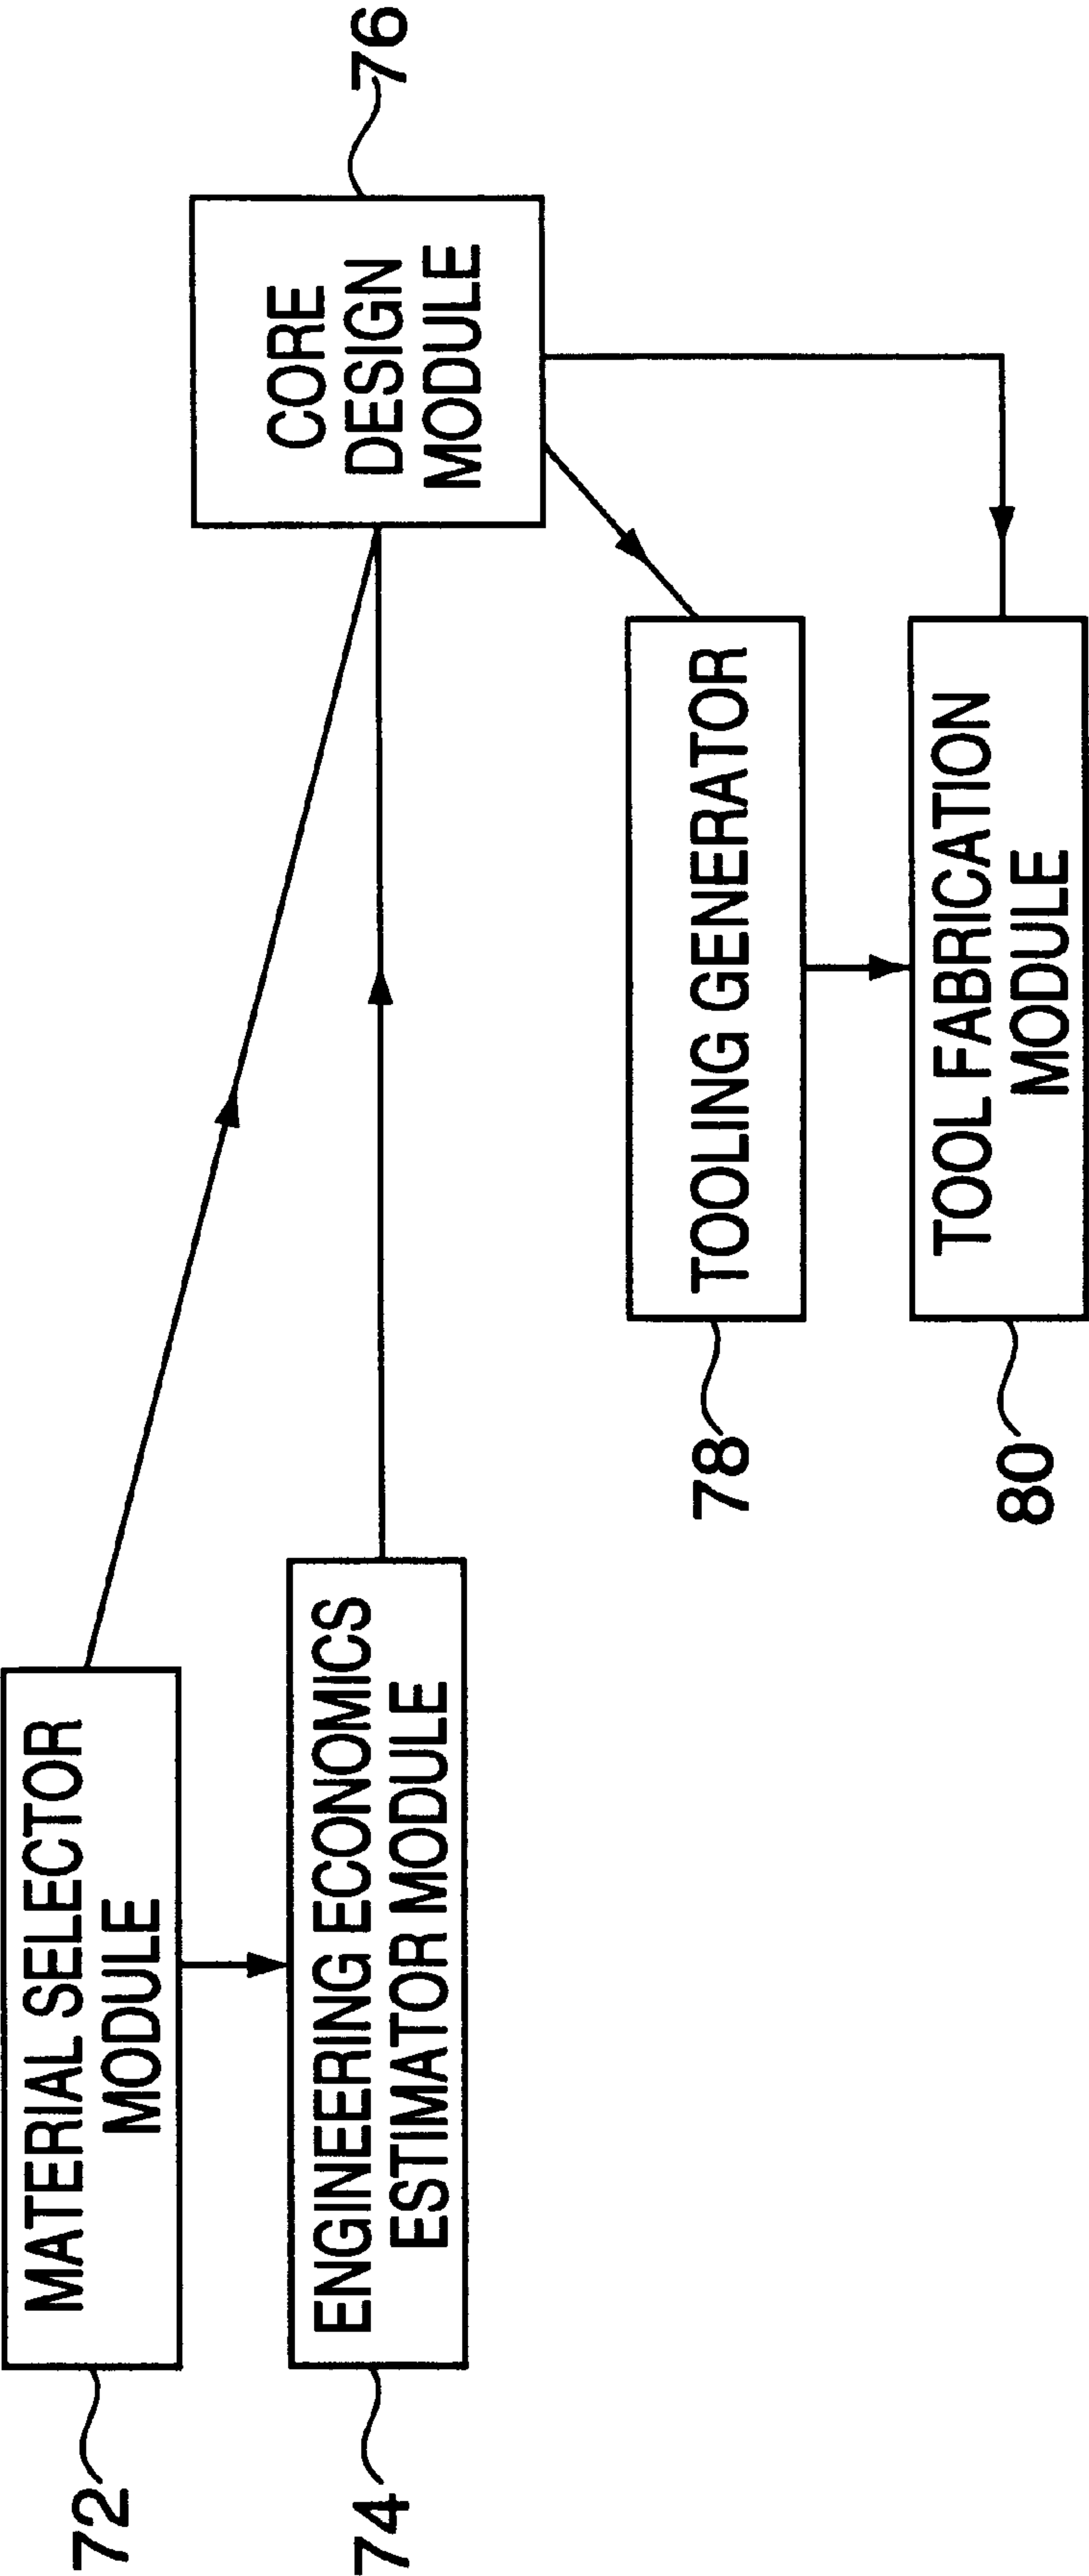 72
MATERIAL SELECTOR
MODULE
74
ENGINEERING ECONOMICS
ESTIMATOR MODULE
CORE
DESIGN
MODULE
76
78
TOOLING GENERATOR
80
TOOL FABRICATION
MODULE